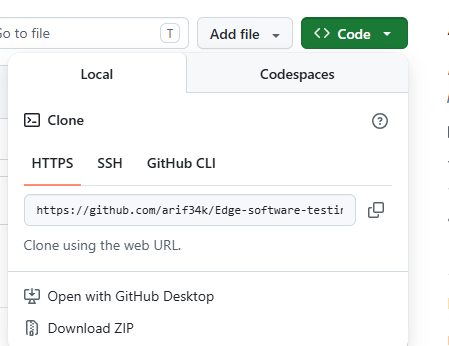 Go to file T Add file Code
Local Codespaces
Clone
HTTPS SSH GitHub CLI
https://github.com/arif34k/Edge-software-testin
Clone using the web URL.
Open with GitHub Desktop
Download ZIP